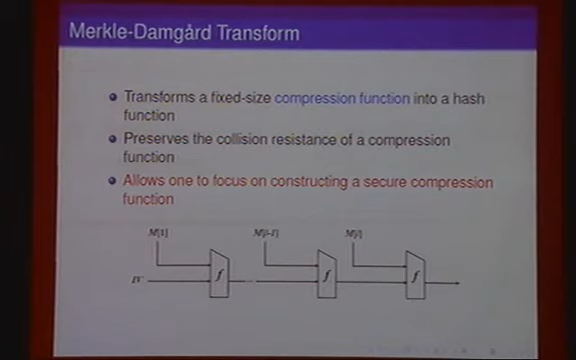 Merkle-Damgård Transform
Transforms a fixed-size compression function into a hash
function
Preserves the collision resistance of a compression
function
Allows one to focus on constructing a secure compression
function
M[1] M[l-1] M[l]
IV f f f